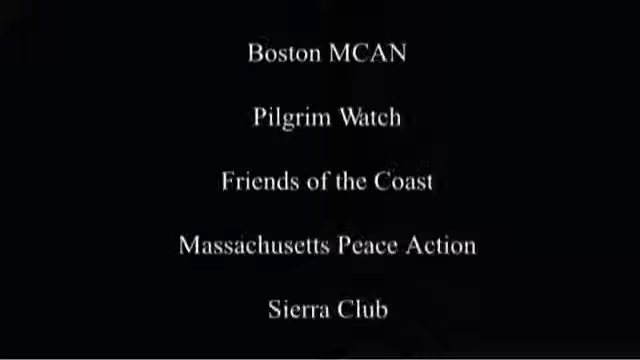 Boston MCAN
Pilgrim Watch
Friends of the Coast
Massachusetts Peace Action
Sierra Club